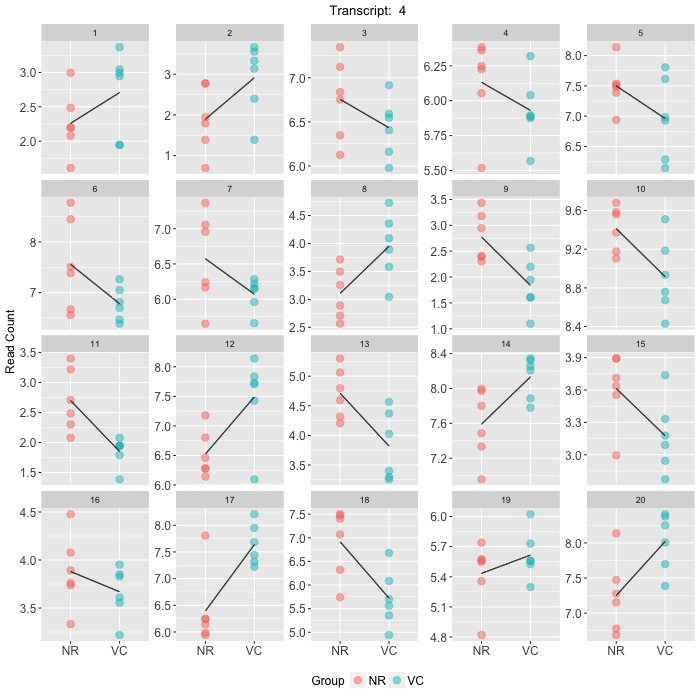 Transcript: 4
1 2 3 4 5
3.0 2.5 2.0
3 2 1
7.0 6.5 6.0
6.25 6.00 5.75 5.50
8.0 7.5 7.0 6.5
6 7 8 9 10
8 7
7.0 6.5 6.0
4.5 4.0 3.5 3.0 2.5
3.5 3.0 2.5 2.0 1.5 1.0
9.6 9.2 8.8 8.4
Read Count
11 12 13 14 15
3.5 3.0 2.5 2.0 1.5
8.0 7.5 7.0 6.5 6.0
5.0 4.5 4.0 3.5
8.4 8.0 7.6 7.2
3.9 3.6 3.3 3.0
16 17 18 19 20
4.5 4.0 3.5
8.0 7.5 7.0 6.5 6.0
7.5 7.0 6.5 6.0 5.5 5.0
6.0 5.6 5.2 4.8
8.0 7.5 7.0
NR VC NR VC NR VC NR VC NR VC
Group NR VC